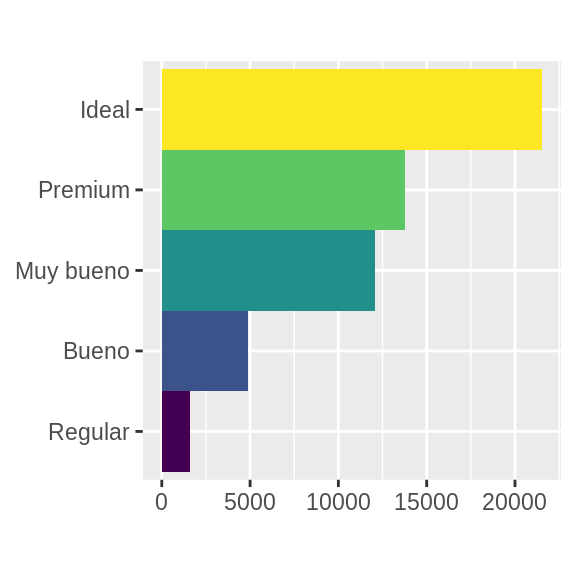 Ideal
Premium
Muy bueno
Bueno
Regular
0 5000 10000 15000 20000